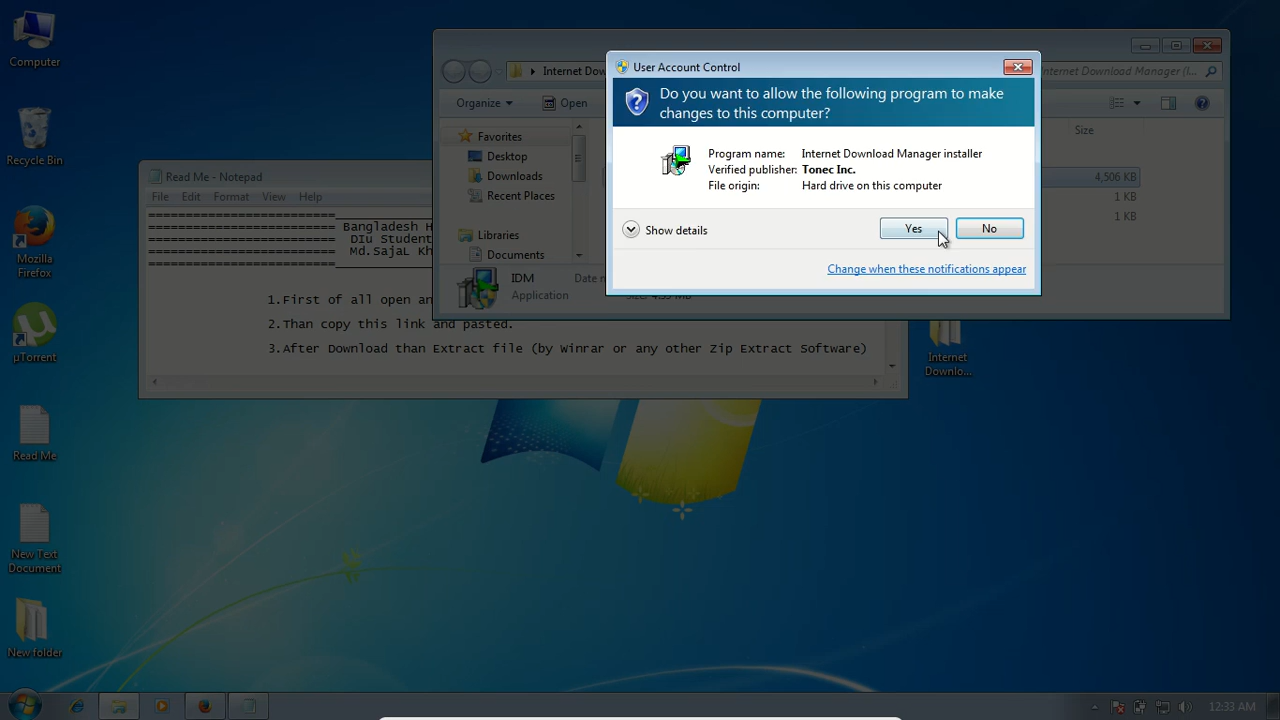 Computer
Recycle Bin
Mozilla
Firefox
µTorrent
Read Me
New Text
Document
New folder
Internet
Downlo...
Internet Dow
Internet Download Manager (I...
Organize
Open
Favorites
Desktop
Downloads
Recent Places
Libraries
Documents
Size
4,506 KB
1 KB
1 KB
IDM
Application
Read Me - Notepad
File Edit Format View Help
Bangladesh H
DIu Student
Md.SajaL Kh
1.First of all open an
2.Than copy this link and pasted.
3.After Download than Extract file (by Winrar or any other Zip Extract Software)
User Account Control
Do you want to allow the following program to make
changes to this computer?
Program name: Internet Download Manager installer
Verified publisher: Tonec Inc.
File origin: Hard drive on this computer
Show details
Yes
No
Change when these notifications appear
12:33 AM